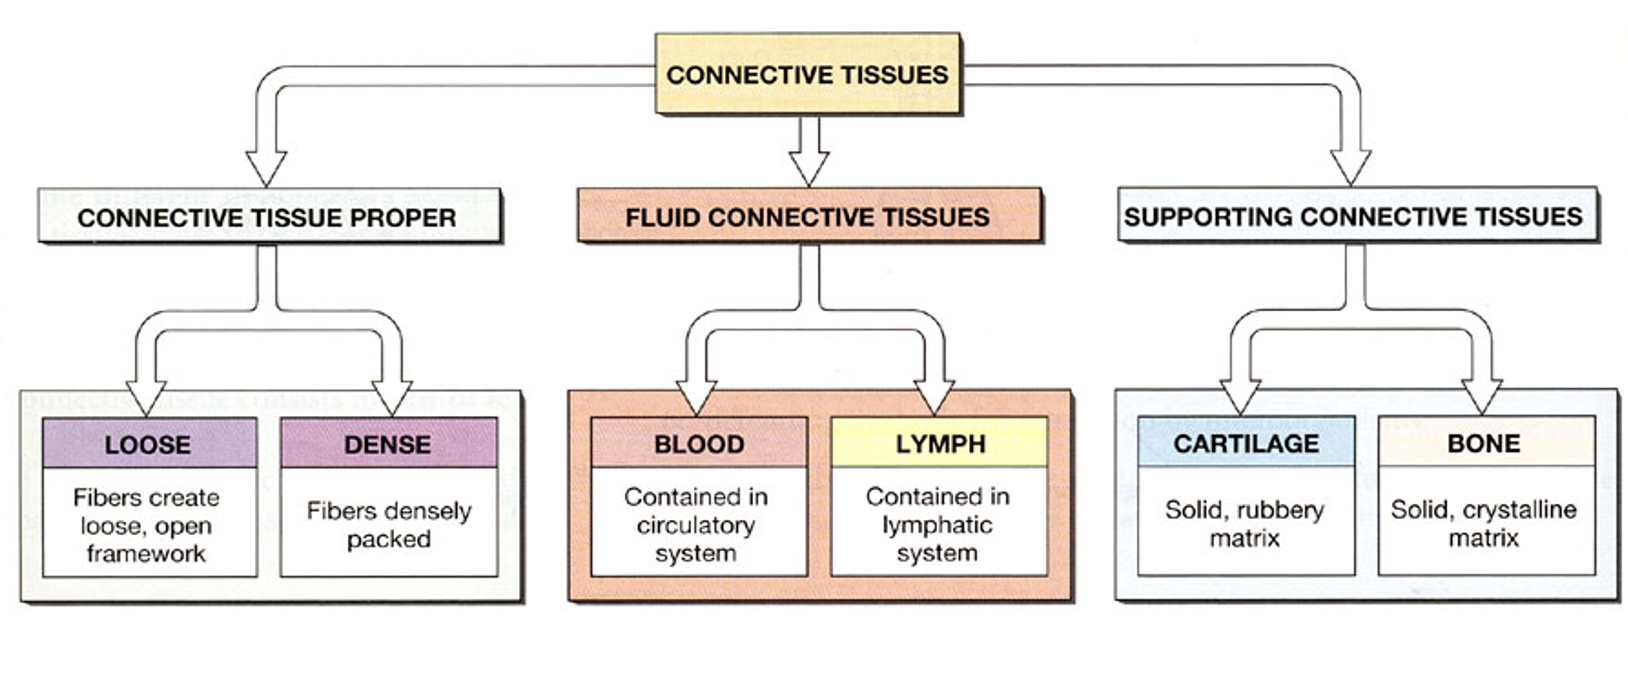 CONNECTIVE TISSUES
CONNECTIVE TISSUE PROPER
FLUID CONNECTIVE TISSUES
SUPPORTING CONNECTIVE TISSUES
LOOSE
Fibers create
loose, open
framework
DENSE
Fibers densely
packed
BLOOD
Contained in
circulatory
system
LYMPH
Contained in
lymphatic
system
CARTILAGE
Solid, rubbery
matrix
BONE
Solid, crystalline
matrix